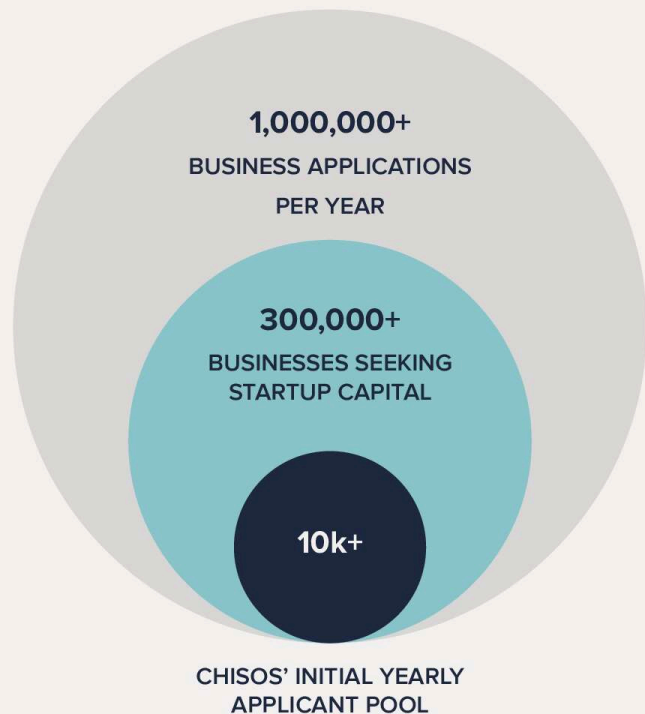 1,000,000+
BUSINESS APPLICATIONS
PER YEAR
300,000+
BUSINESSES SEEKING
STARTUP CAPITAL
10k+
CHISOS’ INITIAL YEARLY
APPLICANT POOL